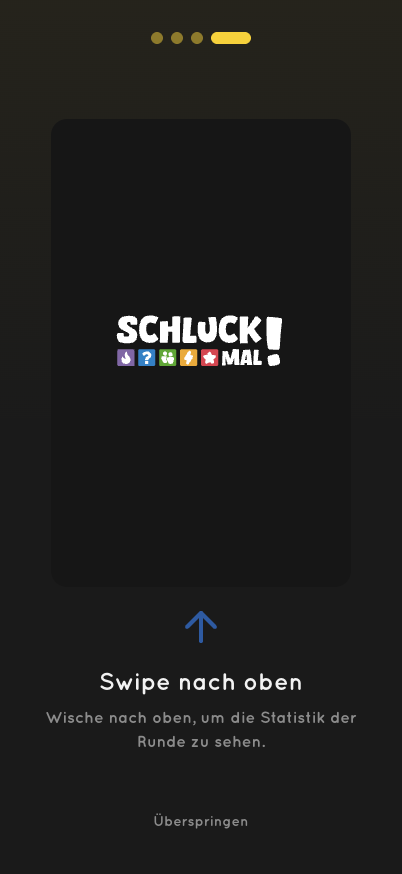 SCHLUCK!
? MAL
Swipe nach oben
Wische nach oben, um die Statistik der
Runde zu sehen.
Überspringen